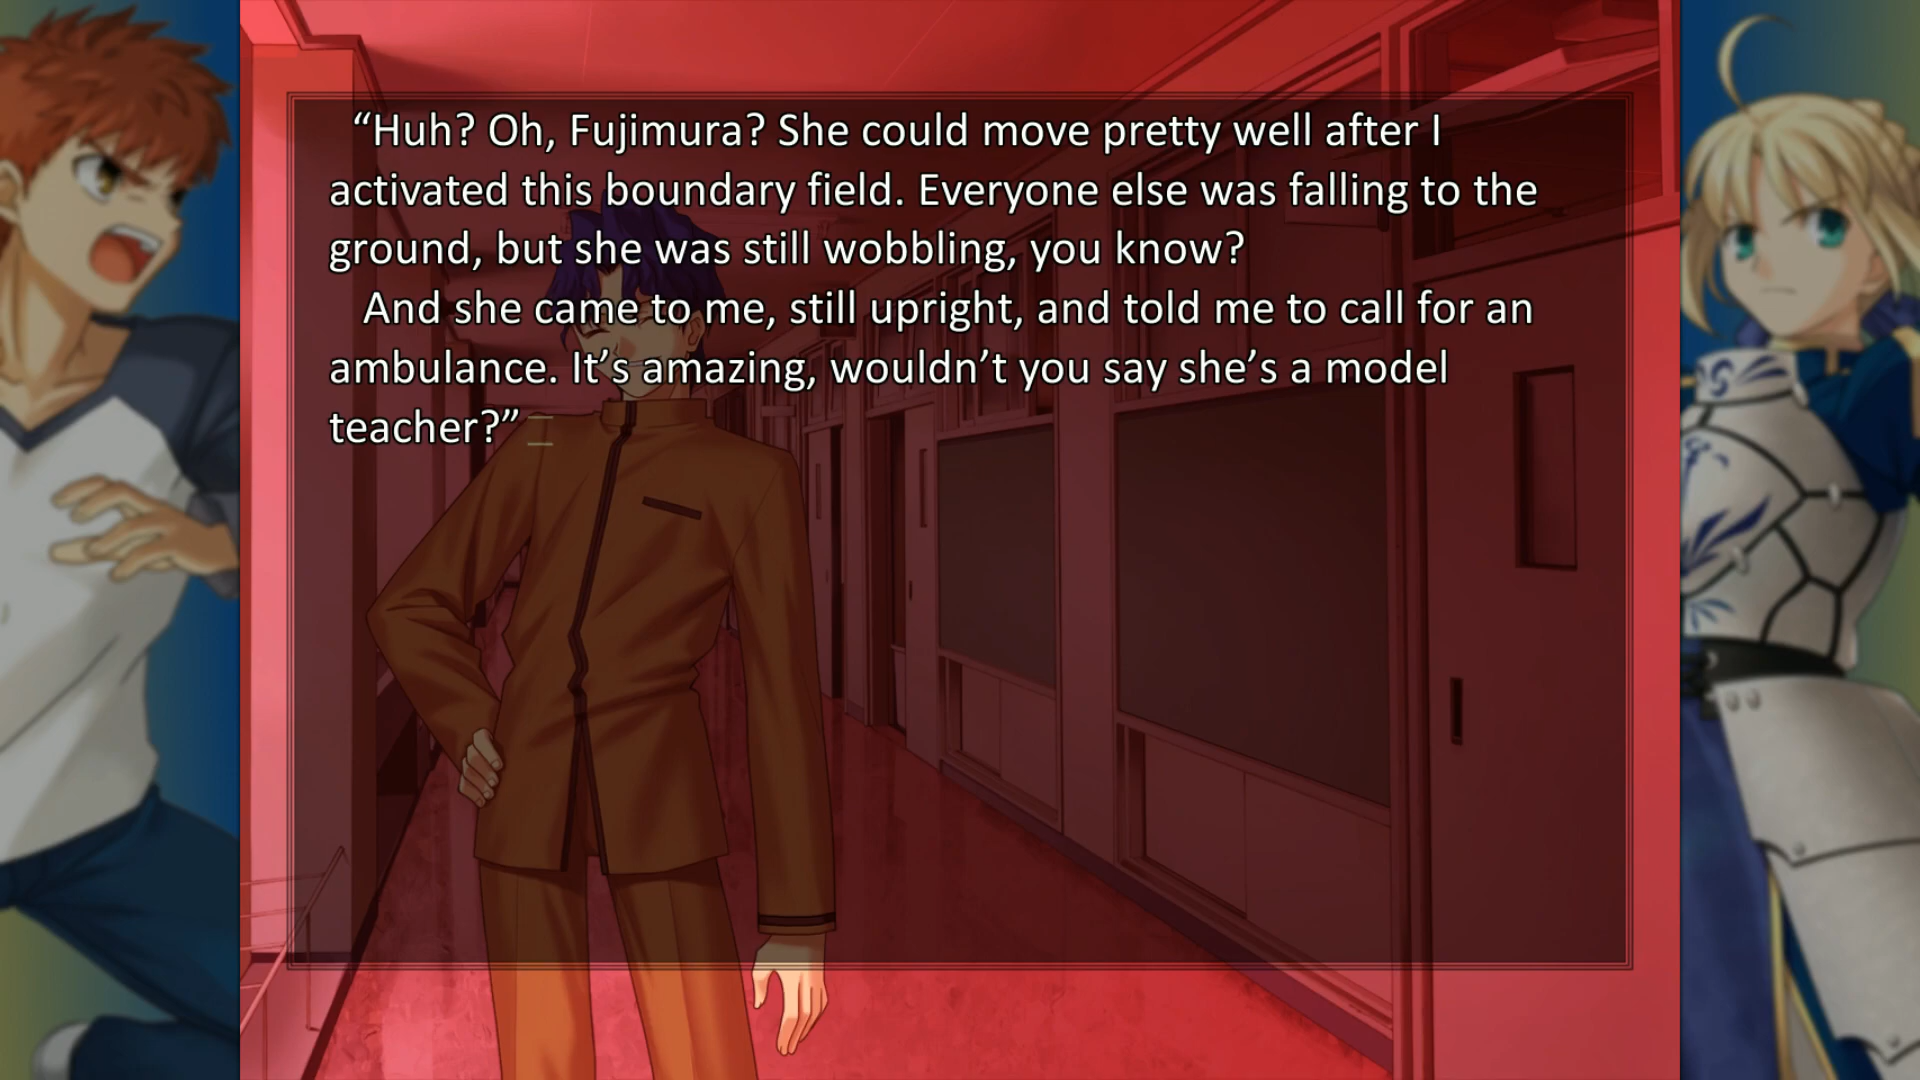 “Huh? Oh, Fujimura? She could move pretty well after I
activated this boundary field. Everyone else was falling to the
ground, but she was still wobbling, you know?
And she came to me, still upright, and told me to call for an
ambulance. It’s amazing, wouldn’t you say she’s a model
teacher?”